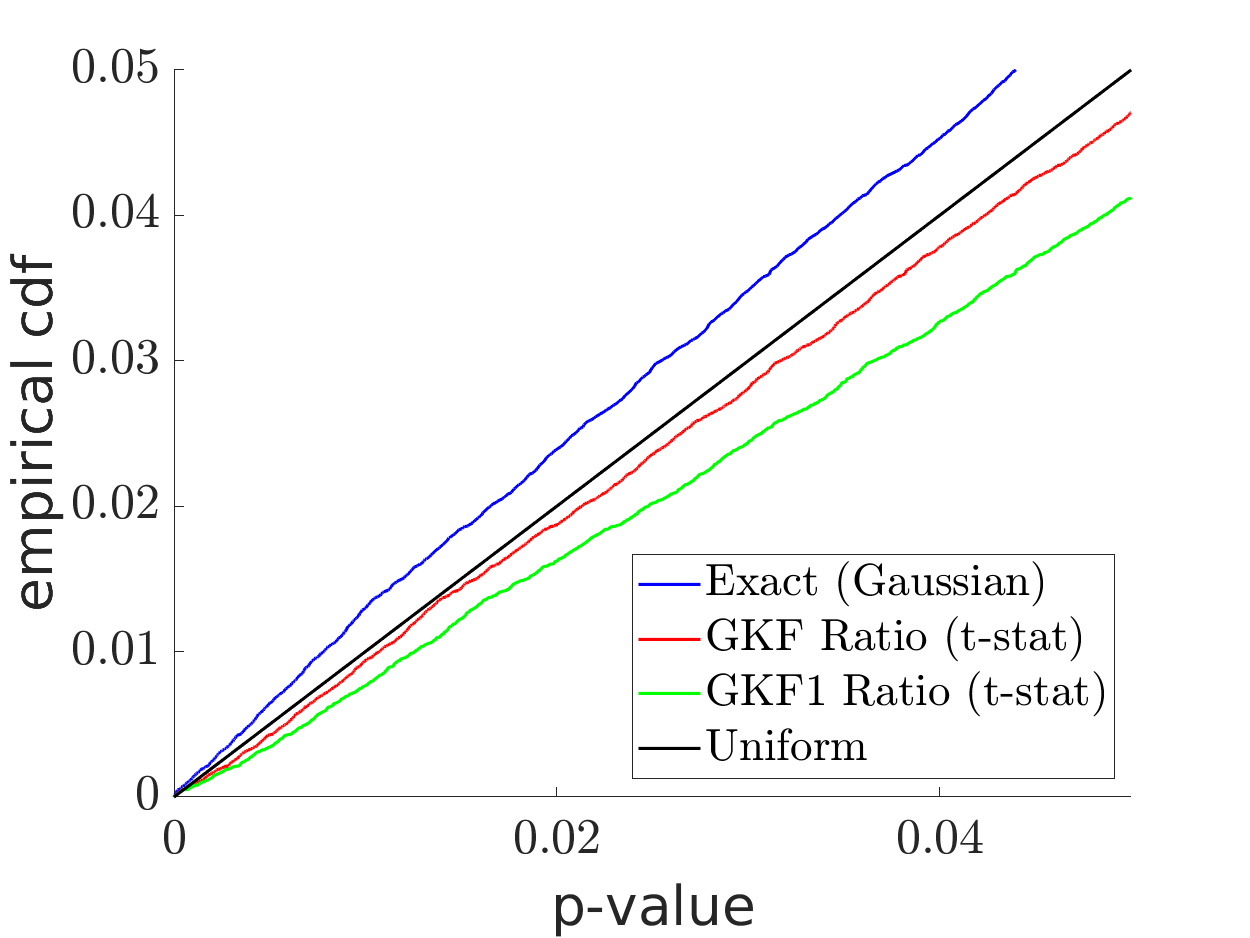 0.05
0.04
0.03
0.02
0.01
0
empirical cdf
Exact (Gaussian)
GKF Ratio (t-stat)
GKF1 Ratio (t-stat)
Uniform
0
0.02
0.04
p-value